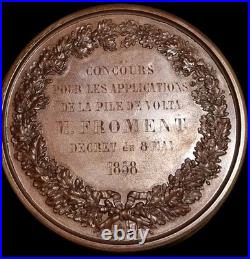 CONCOURS
POUR LES APPLICATIONS
DE LA PILE DE VOLTA
M. FROMENT
DÉCRET du 8 MAI
1858